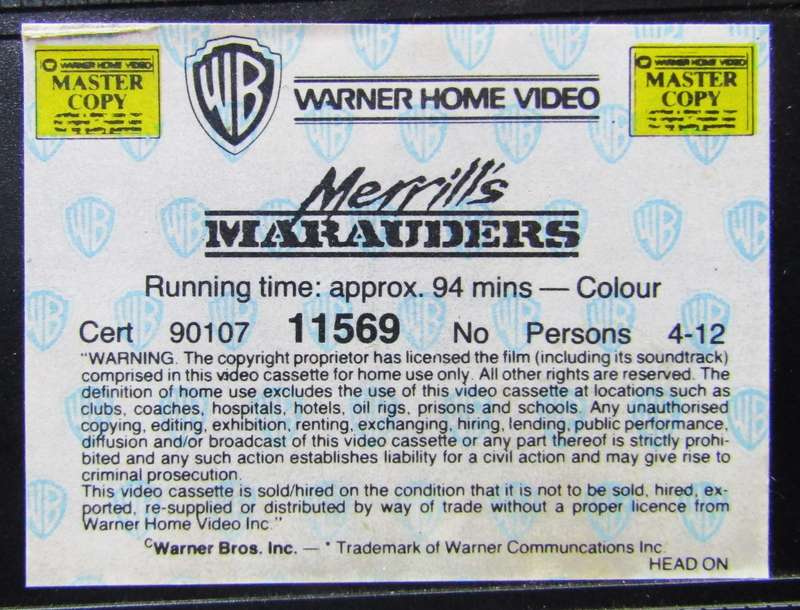 WARNER HOME VIDEO
MASTER
COPY
WB
WARNER HOME VIDEO
WARNER HOME VIDEO
MASTER
COPY
Merrill's
MARAUDERS
Running time: approx. 94 mins — Colour
Cert 90107 11569 No Persons 4-12
"WARNING. The copyright proprietor has licensed the film (including its soundtrack)
comprised in this video cassette for home use only. All other rights are reserved. The
definition of home use excludes the use of this video cassette at locations such as
clubs, coaches, hospitals, hotels, oil rigs, prisons and schools. Any unauthorised
copying, editing, exhibition, renting, exchanging, hiring, lending, public performance,
diffusion and/or broadcast of this video cassette or any part thereof is strictly prohi-
bited and any such action establishes liability for a civil action and may give rise to
criminal prosecution.
This video cassette is sold/hired on the condition that it is not to be sold, hired, ex-
ported, re-supplied or distributed by way of trade without a proper licence from
Warner Home Video Inc."
©Warner Bros. Inc. — * Trademark of Warner Communcations Inc.
HEAD ON